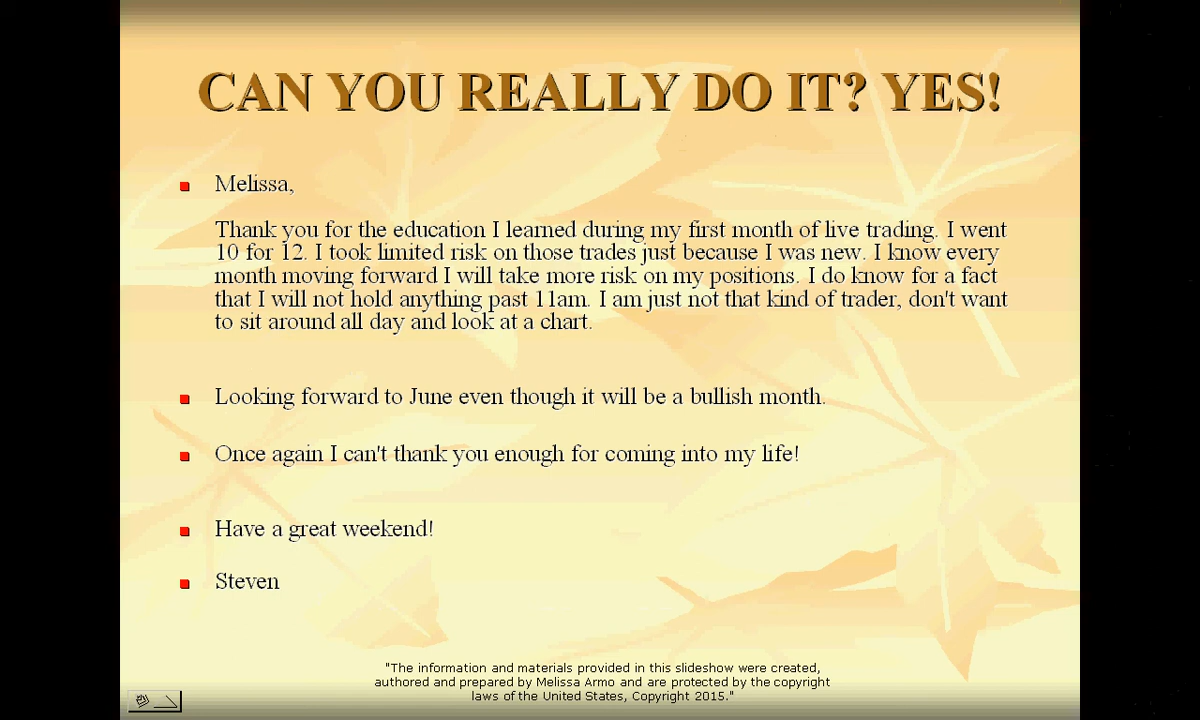 CAN YOU REALLY DO IT? YES!
Melissa,
Thank you for the education I learned during my first month of live trading. I went
10 for 12. I took limited risk on those trades just because I was new. I know every
month moving forward I will take more risk on my positions. I do know for a fact
that I will not hold anything past 11am. I am just not that kind of trader, don't want
to sit around all day and look at a chart.
Looking forward to June even though it will be a bullish month.
Once again I can't thank you enough for coming into my life!
Have a great weekend!
Steven
"The information and materials provided in this slideshow were created,
authored and prepared by Melissa Armo and are protected by the copyright
laws of the United States, Copyright 2015."